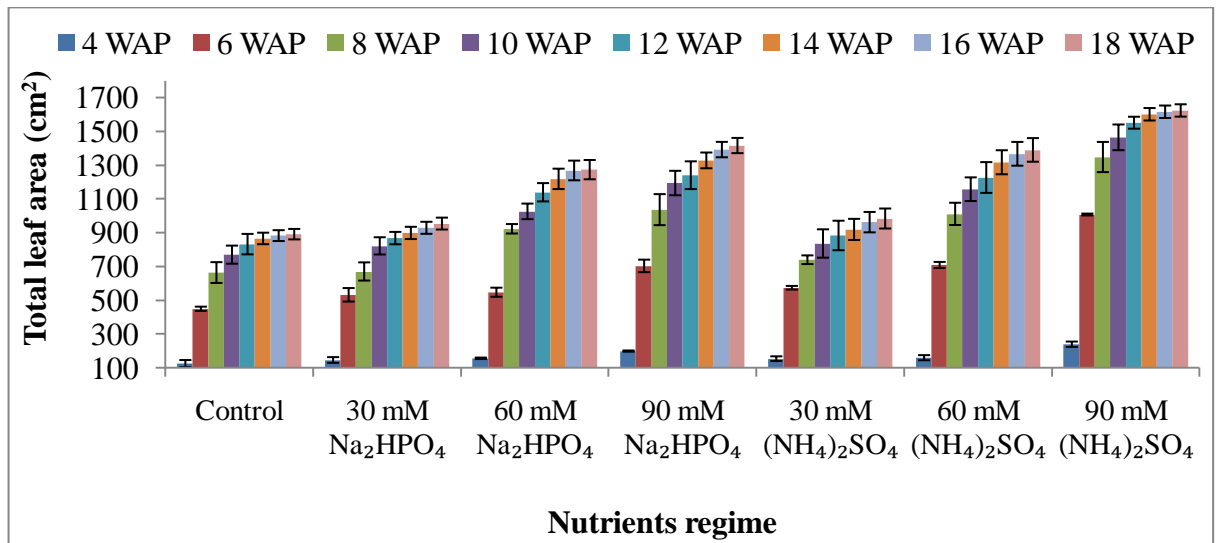 4 WAP 6 WAP 8 WAP 10 WAP 12 WAP 14 WAP 16 WAP 18 WAP
Total leaf area (cm²)
1700
1500
1300
1100
900
700
500
300
100
Control 30 mM 60 mM 90 mM 30 mM 60 mM 90 mM
Na₂HPO₄ Na₂HPO₄ Na₂HPO₄ (NH₄)₂SO₄ (NH₄)₂SO₄ (NH₄)₂SO₄
Nutrients regime